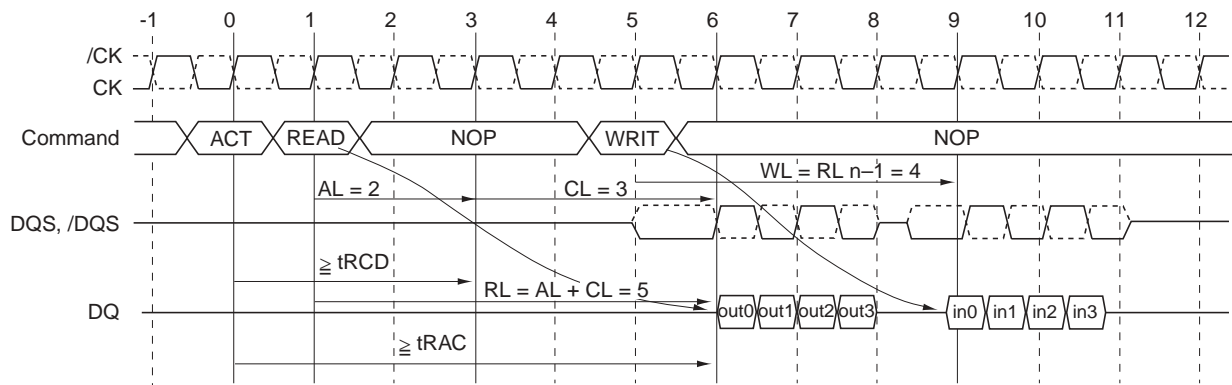 -1 0 1 2 3 4 5 6 7 8 9 10 11 12
/CK
CK
Command ACT READ NOP WRIT NOP
WL = RL n–1 = 4
AL = 2 CL = 3
DQS, /DQS
≧ tRCD
RL = AL + CL = 5
DQ out0 out1 out2 out3 in0 in1 in2 in3
≧ tRAC